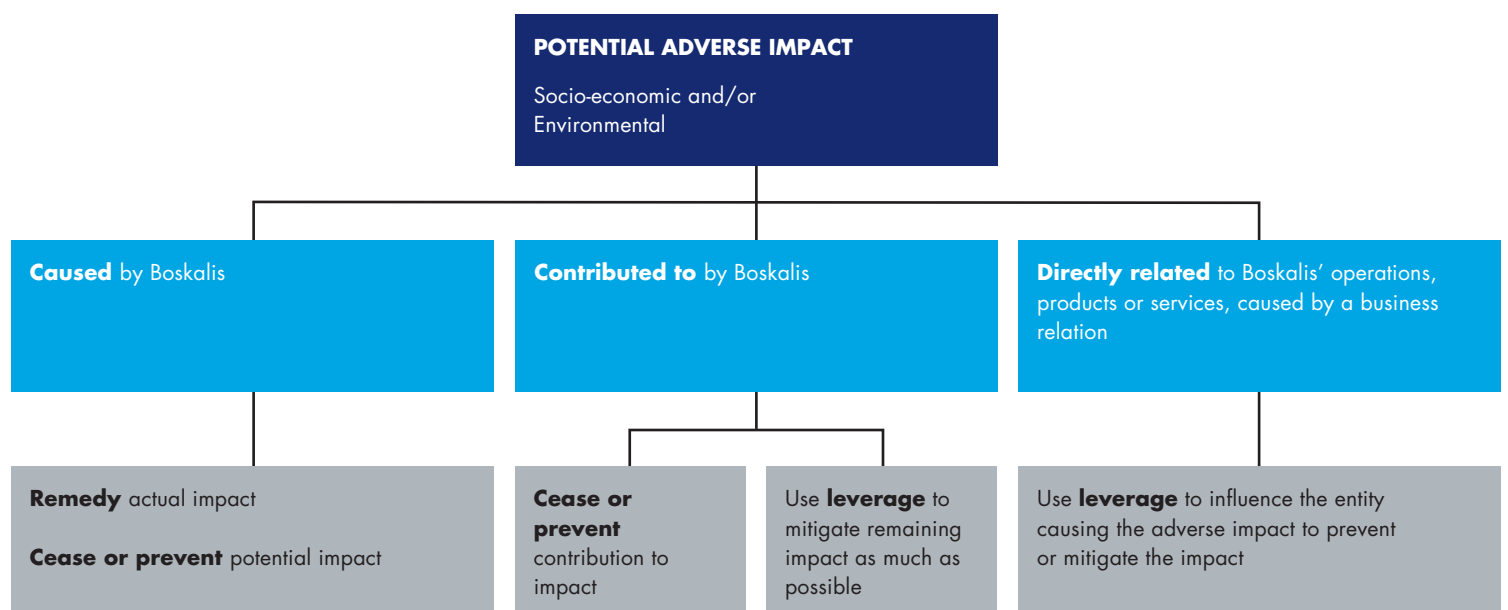 POTENTIAL ADVERSE IMPACT
Socio-economic and/or
Environmental
Caused by Boskalis
Contributed to by Boskalis
Directly related to Boskalis’ operations,
products or services, caused by a business
relation
Remedy actual impact
Cease or prevent potential impact
Cease or
prevent
contribution to
impact
Use leverage to
mitigate remaining
impact as much as
possible
Use leverage to influence the entity
causing the adverse impact to prevent
or mitigate the impact